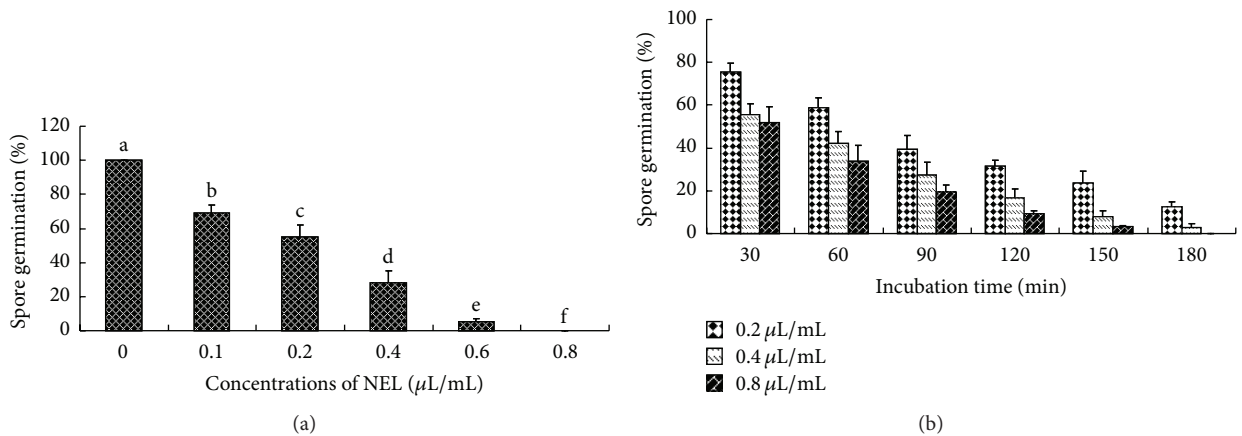 120
100
80
60
40
20
0
Spore germination (%)
a
b
c
d
e
f
0 0.1 0.2 0.4 0.6 0.8
Concentrations of NEL (μL/mL)
(a)
100
80
60
40
20
0
Spore germination (%)
30 60 90 120 150 180
Incubation time (min)
0.2 μL/mL
0.4 μL/mL
0.8 μL/mL
(b)